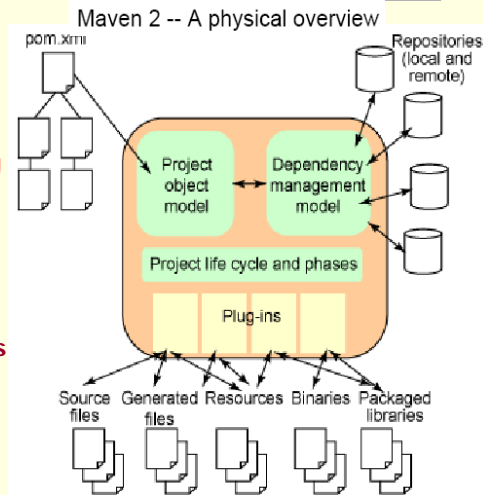 Maven 2 -- A physical overview
pom.xml
Repositories
(local and
remote)
Project
object
model
Dependency
management
model
Project life cycle and phases
Plug-ins
Source
files
Generated
files
Resources
Binaries
Packaged
libraries
s